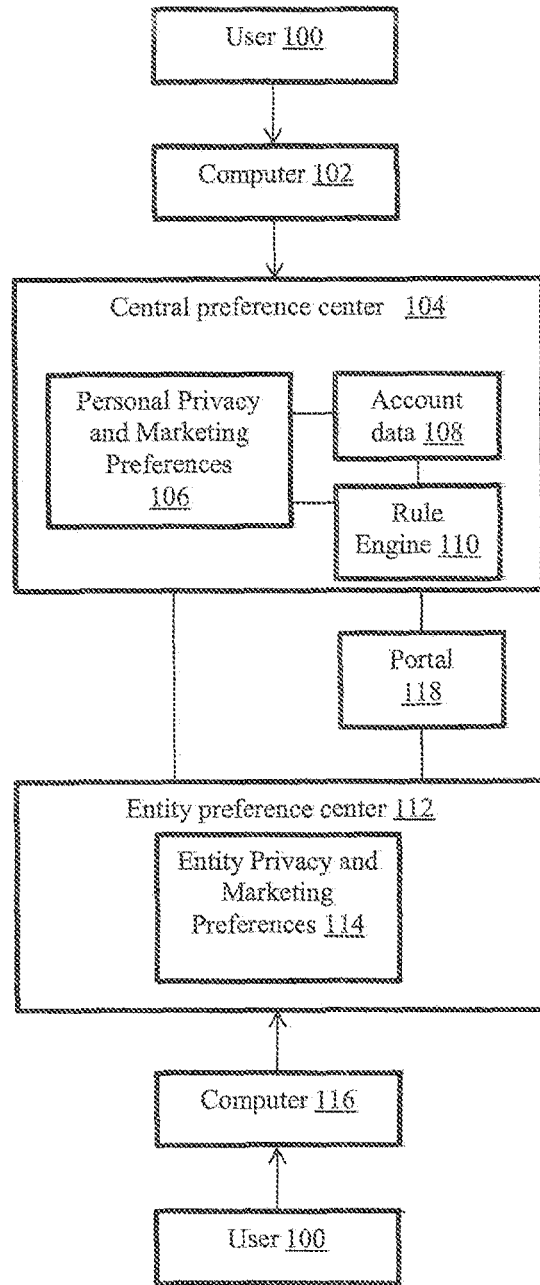 User 100
Computer 102
Central preference center 104
Personal Privacy
and Marketing
Preferences
106
Account
data 108
Rule
Engine 110
Portal
118
Entity preference center 112
Entity Privacy and
Marketing
Preferences 114
Computer 116
User 100